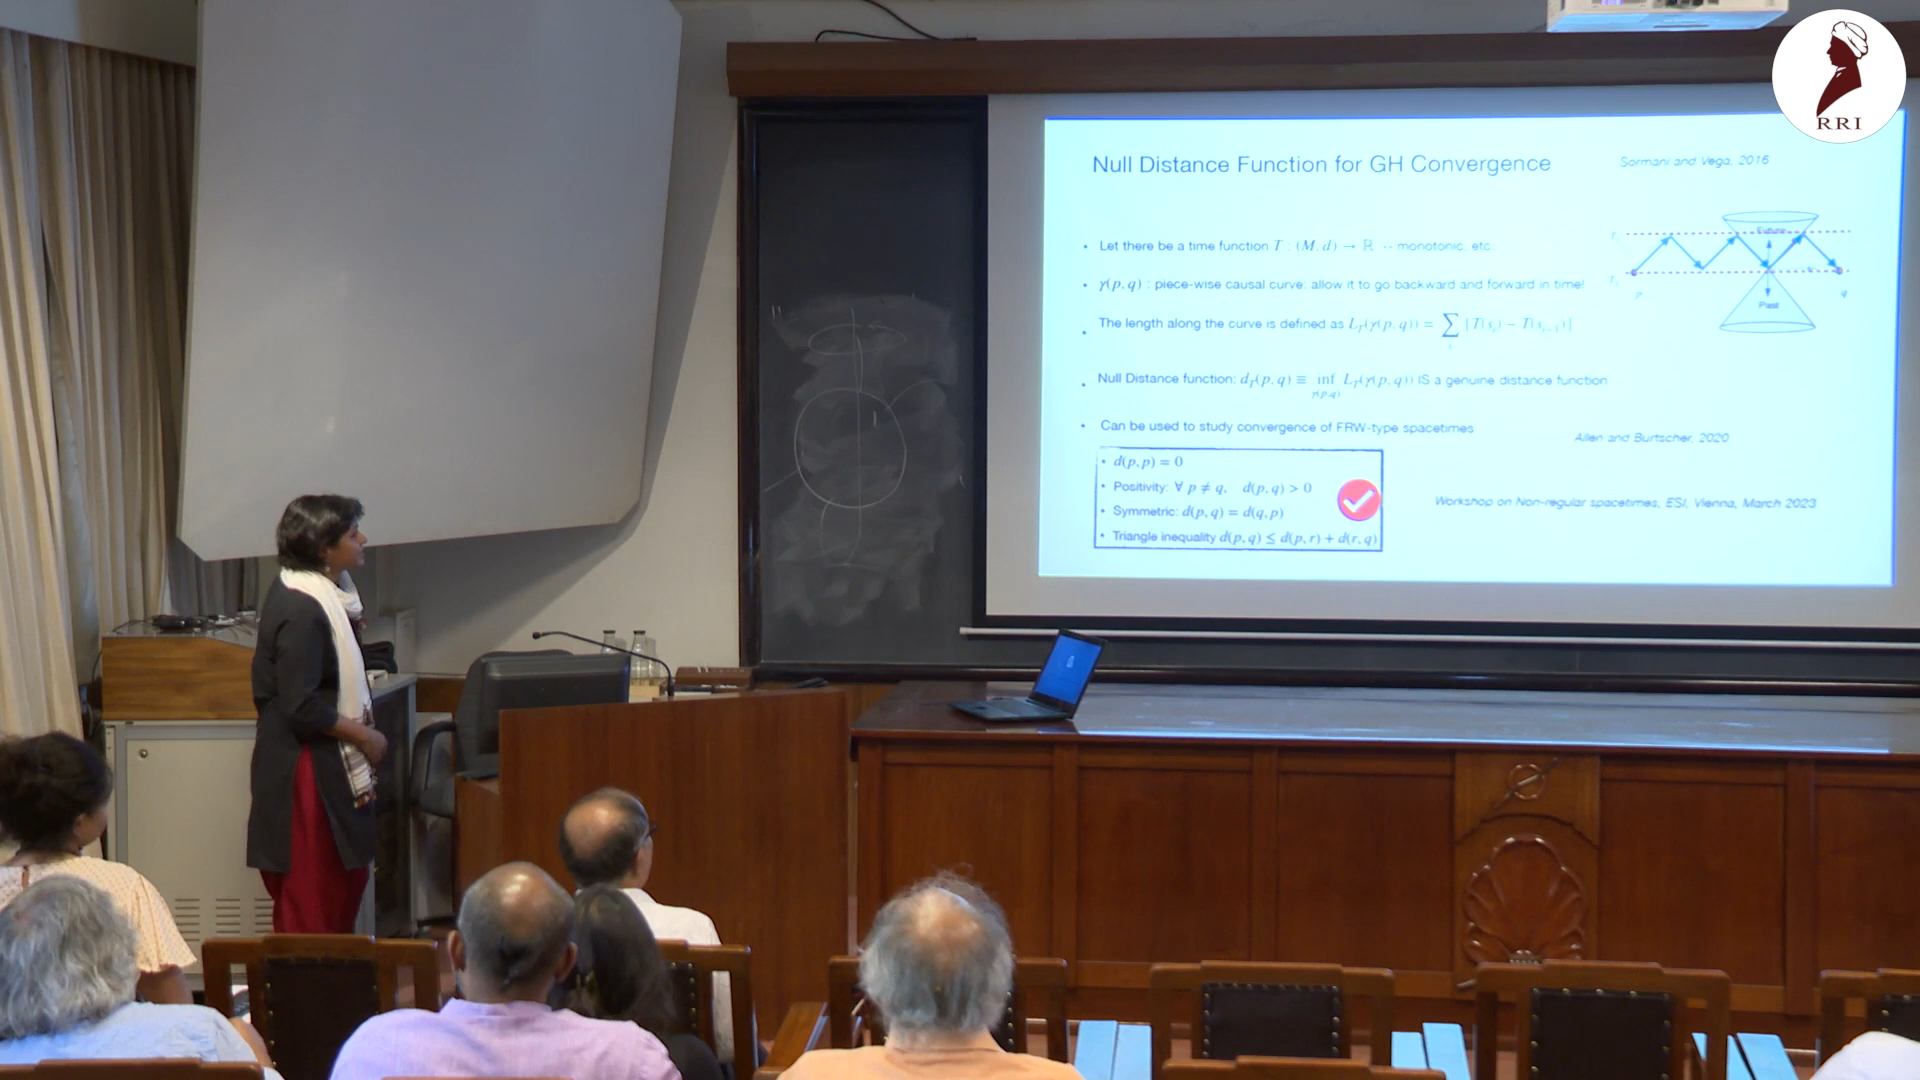 RRI
Null Distance Function for GH Convergence
Sormani and Vega, 2016
• Let there be a time function T : (M, d) → ℝ -- monotonic, etc.
• γ(p, q) : piece-wise causal curve: allow it to go backward and forward in time!
• The length along the curve is defined as L_T(γ(p, q)) = ∑_i |T(s_i) − T(s_{i−1})|
• Null Distance function: d_T(p, q) ≡ inf_{γ(p,q)} L_T(γ(p, q)) IS a genuine distance function
• Can be used to study convergence of FRW-type spacetimes
Allen and Burtscher, 2020
• d(p, p) = 0
• Positivity: ∀ p ≠ q, d(p, q) > 0
• Symmetric: d(p, q) = d(q, p)
• Triangle inequality d(p, q) ≤ d(p, r) + d(r, q)
Workshop on Non-regular spacetimes, ESI, Vienna, March 2023
Future
p
q
Past